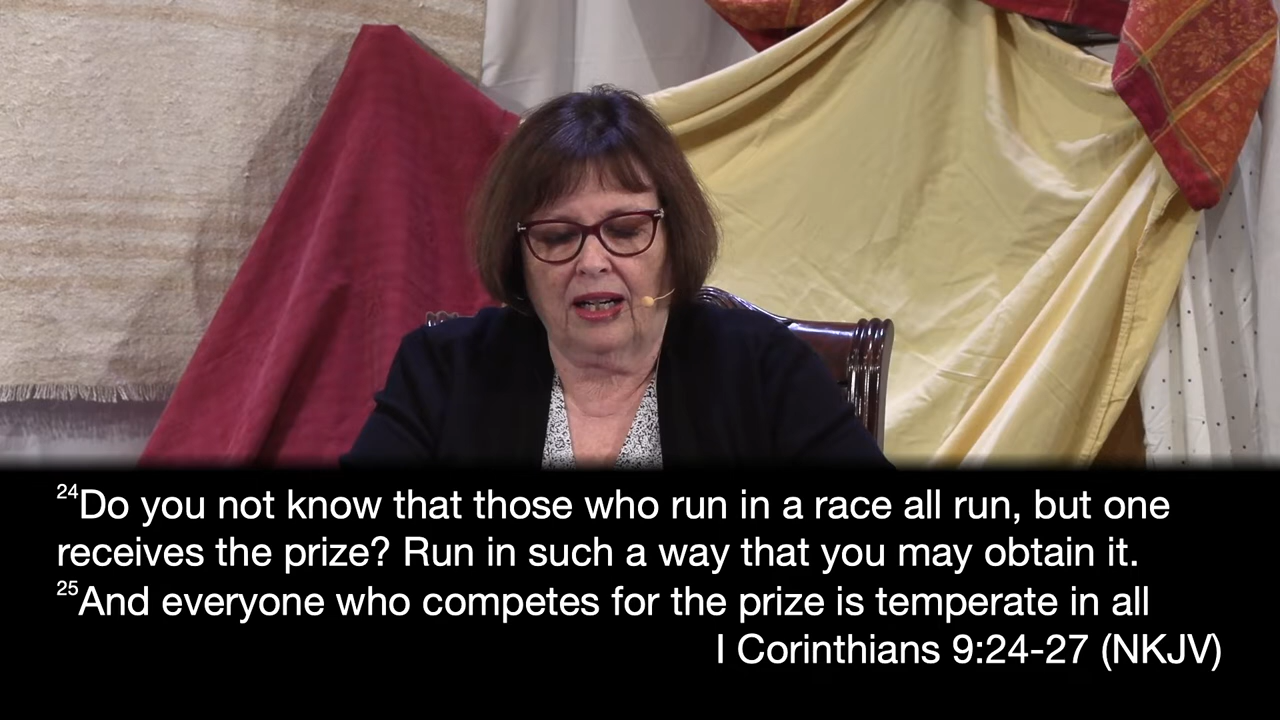 24Do you not know that those who run in a race all run, but one
receives the prize? Run in such a way that you may obtain it.
25And everyone who competes for the prize is temperate in all
I Corinthians 9:24-27 (NKJV)